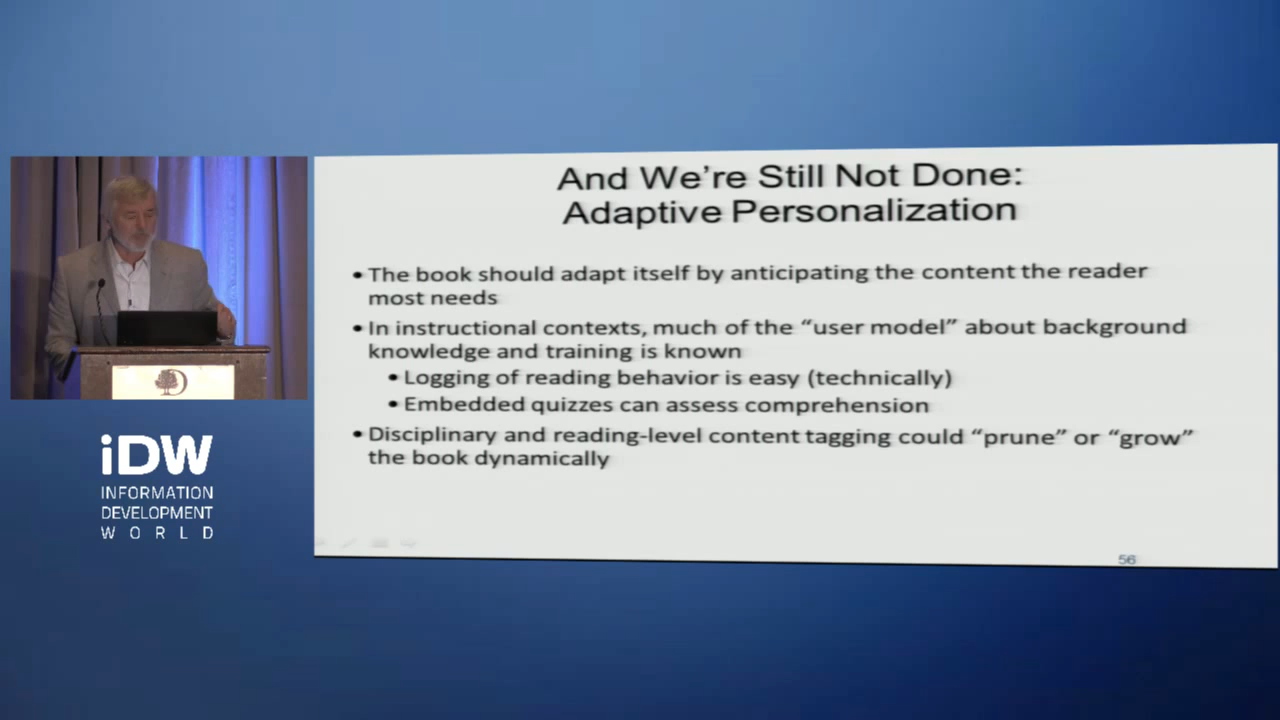 And We're Still Not Done:
Adaptive Personalization
• The book should adapt itself by anticipating the content the reader
most needs
• In instructional contexts, much of the “user model” about background
knowledge and training is known
• Logging of reading behavior is easy (technically)
• Embedded quizzes can assess comprehension
• Disciplinary and reading-level content tagging could “prune” or “grow”
the book dynamically
56
D
iDW
INFORMATION
DEVELOPMENT
WORLD